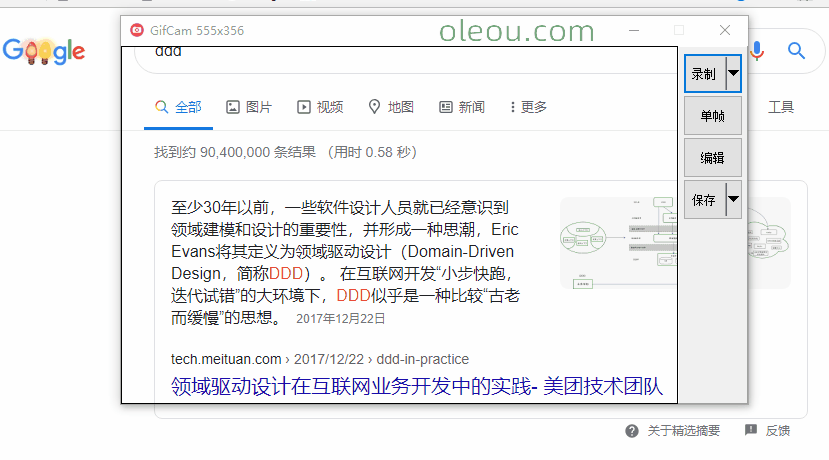 GifCam 555x356
oleou.com
Google
ddd
录制
单帧
编辑
保存
全部 图片 视频 地图 新闻 更多 工具
找到约 90,400,000 条结果 （用时 0.58 秒）
至少30年以前，一些软件设计人员就已经意识到
领域建模和设计的重要性，并形成一种思潮，Eric
Evans将其定义为领域驱动设计（Domain-Driven
Design，简称DDD）。 在互联网开发“小步快跑，
迭代试错”的大环境下，DDD似乎是一种比较“古老
而缓慢”的思想。 2017年12月22日
tech.meituan.com › 2017/12/22 › ddd-in-practice
领域驱动设计在互联网业务开发中的实践- 美团技术团队
关于精选摘要 反馈